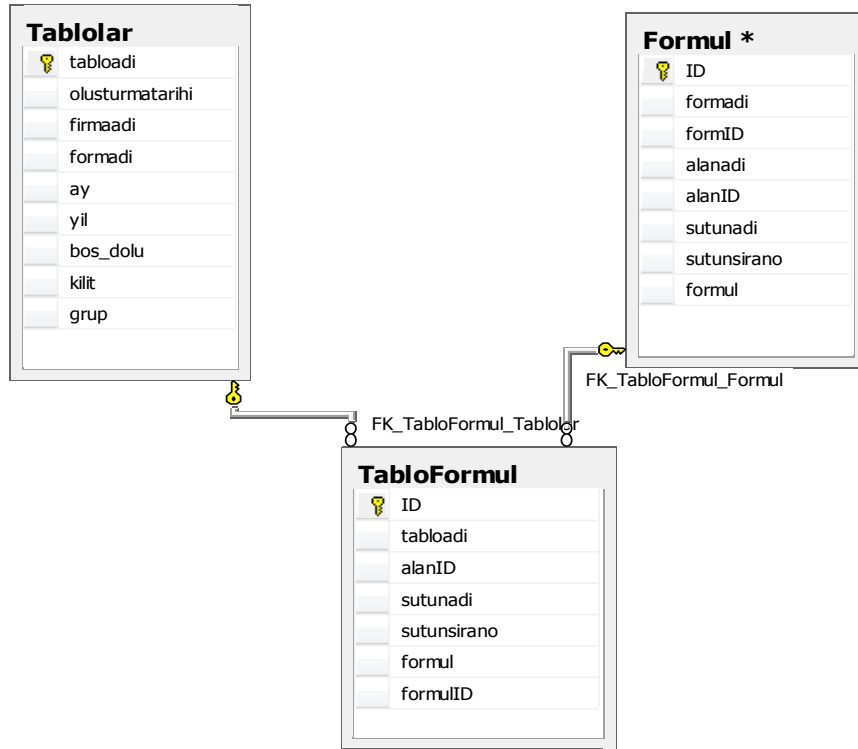 Tablolar
tabloadi
olusturmatarihi
firmaadi
formadi
ay
yil
bos_dolu
kilit
grup
Formul *
ID
formadi
formID
alanadi
alanID
sutunadi
sutunsirano
formul
FK_TabloFormul_Formul
FK_TabloFormul_Tablolar
TabloFormul
ID
tabloadi
alanID
sutunadi
sutunsirano
formul
formulID